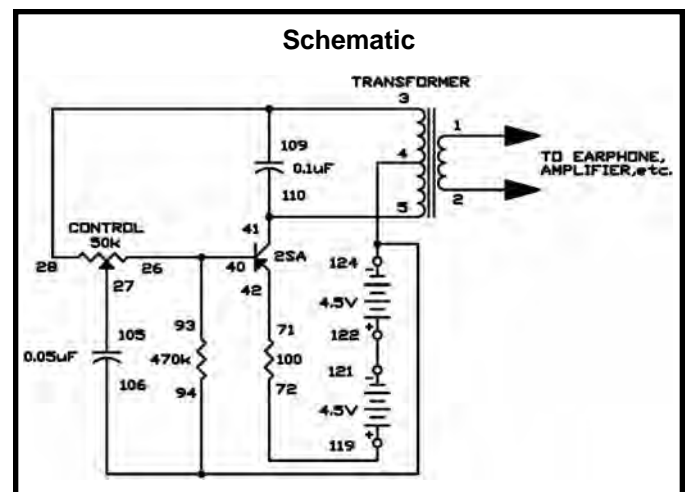 Schematic
TRANSFORMER
3
1
109
4
0.1uF
TO EARPHONE,
AMPLIFIER,etc.
110
5
2
CONTROL
50k
41
28
26
40
2SA
124
27
42
-
4.5V
93
71
+
122
105
0.05uF
470k
100
121
106
94
72
-
4.5V
+
119